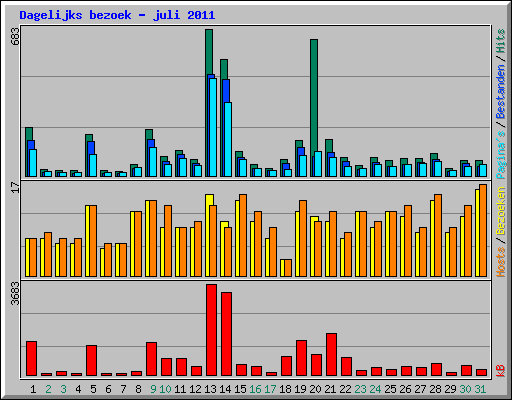 Dagelijks bezoek - juli 2011
683
17
3683
Hosts / Bezoeken Pagina's / Bestanden / Hits
kB
1 2 3 4 5 6 7 8 9 10 11 12 13 14 15 16 17 18 19 20 21 22 23 24 25 26 27 28 29 30 31